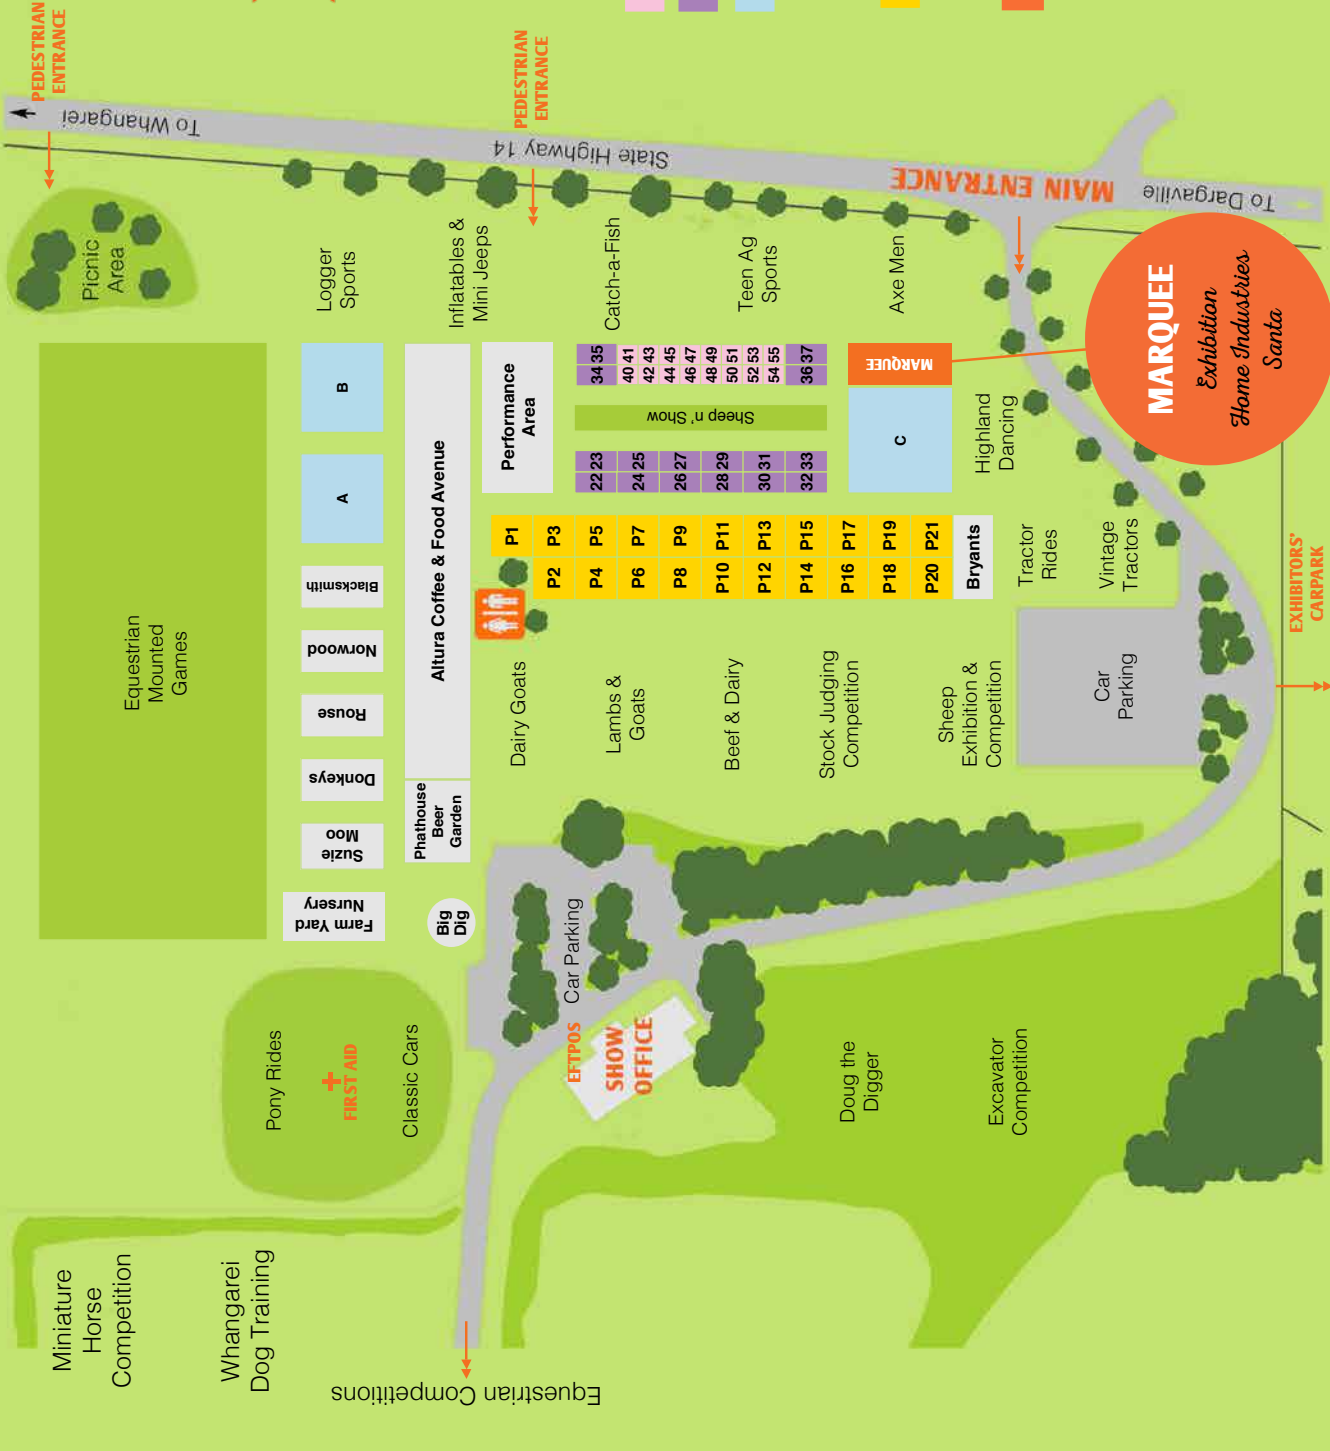 PEDESTRIAN
ENTRANCE
PEDESTRIAN
ENTRANCE
To Whangarei
State Highway 14
MAIN ENTRANCE
To Dargaville
Picnic
Area
Logger
Sports
Inflatables &
Mini Jeeps
Catch-a-Fish
Teen Ag
Sports
Axe Men
MARQUEE
Exhibition
Home Industries
Santa
Equestrian
Mounted
Games
B
A
Blacksmith
Norwood
Rouse
Donkeys
Suzie
Moo
Farm Yard
Nursery
Altura Coffee & Food Avenue
Phathouse
Beer
Garden
Big
Dig
Performance
Area
34 35
40 41
42 43
44 45
46 47
48 49
50 51
52 53
54 55
36 37
Sheep n' Show
22 23
24 25
26 27
28 29
30 31
32 33
MARQUEE
C
Highland
Dancing
P1
P2 P3
P4 P5
P6 P7
P8 P9
P10 P11
P12 P13
P14 P15
P16 P17
P18 P19
P20 P21
Bryants
Tractor
Rides
Vintage
Tractors
EXHIBITORS'
CARPARK
Dairy Goats
Lambs &
Goats
Beef & Dairy
Stock Judging
Competition
Sheep
Exhibition &
Competition
Car
Parking
Car Parking
EFTPOS
SHOW
OFFICE
Pony Rides
FIRST AID
Classic Cars
Doug the
Digger
Excavator
Competition
Miniature
Horse
Competition
Whangarei
Dog Training
Equestrian Competitions